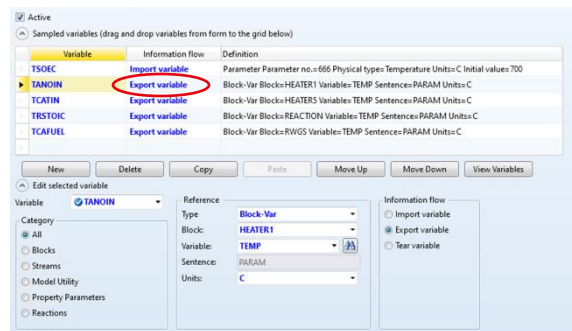 Active
Sampled variables (drag and drop variables from form to the grid below)
Variable Information flow Definition
TSOEC Import variable Parameter Parameter no.=666 Physical type=Temperature Units=C Initial value=700
TANOIN Export variable Block-Var Block=HEATER1 Variable=TEMP Sentence=PARAM Units=C
TCATIN Export variable Block-Var Block=HEATER5 Variable=TEMP Sentence=PARAM Units=C
TRSTOIC Export variable Block-Var Block=REACTION Variable=TEMP Sentence=PARAM Units=C
TCAFUEL Export variable Block-Var Block=RWGS Variable=TEMP Sentence=PARAM Units=C
New Delete Copy Paste Move Up Move Down View Variables
Edit selected variable
Variable TANOIN Reference Information flow
Category Type Block-Var Import variable
All Block: HEATER1 Export variable
Blocks Variable: TEMP Tear variable
Streams Sentence: PARAM
Model Utility Units: C
Property Parameters
Reactions